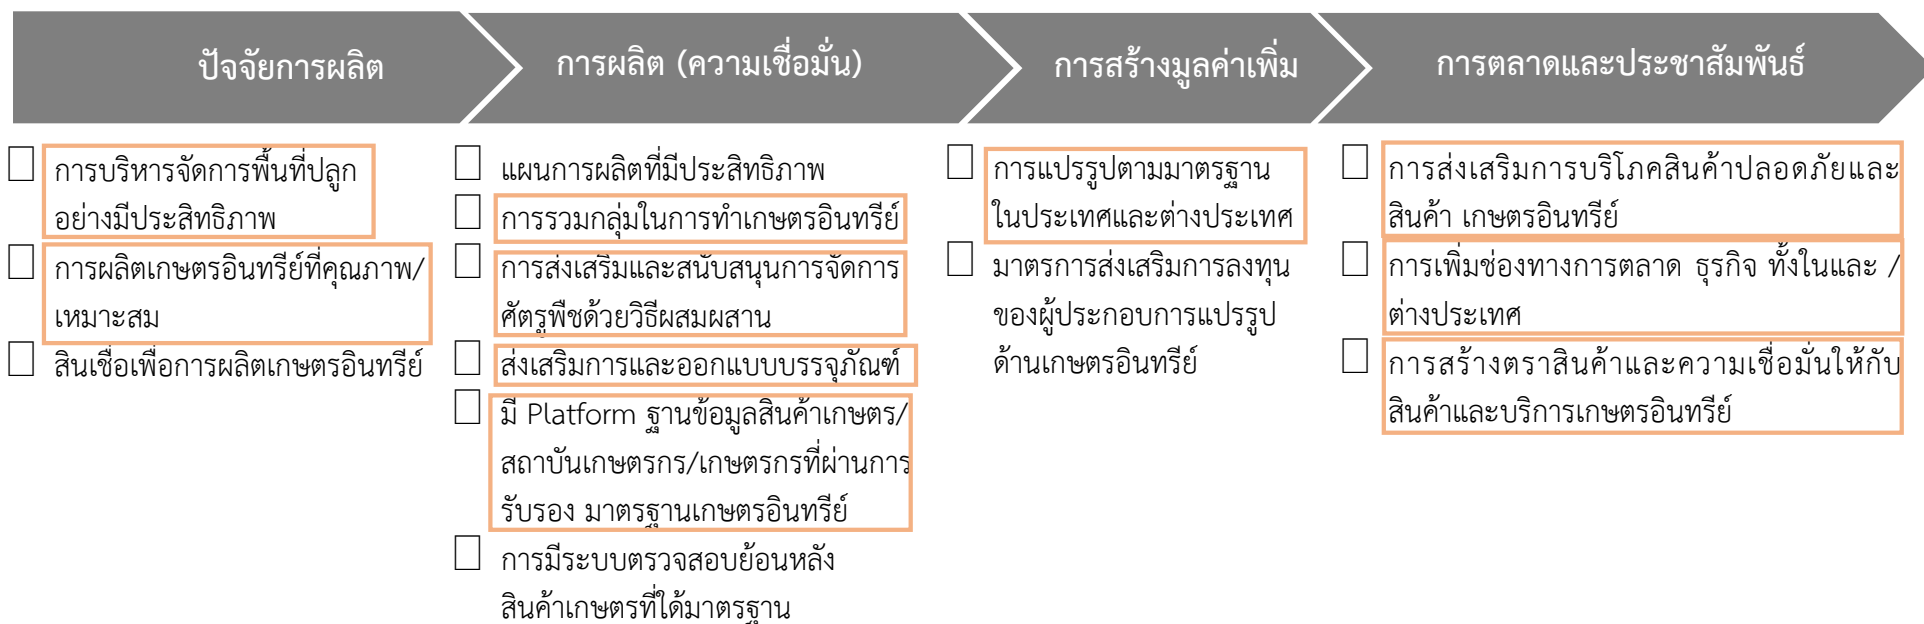 ปัจจัยการผลิต
การผลิต (ความเชื่อมั่น)
การสร้างมูลค่าเพิ่ม
การตลาดและประชาสัมพันธ์
การบริหารจัดการพื้นที่ปลูก
อย่างมีประสิทธิภาพ
การผลิตเกษตรอินทรีย์ที่คุณภาพ/
เหมาะสม
สินเชื่อเพื่อการผลิตเกษตรอินทรีย์
แผนการผลิตที่มีประสิทธิภาพ
การรวมกลุ่มในการทำเกษตรอินทรีย์
การส่งเสริมและสนับสนุนการจัดการ
ศัตรูพืชด้วยวิธีผสมผสาน
ส่งเสริมการและออกแบบบรรจุภัณฑ์
มี Platform ฐานข้อมูลสินค้าเกษตร/
สถาบันเกษตรกร/เกษตรกรที่ผ่านการ
รับรอง มาตรฐานเกษตรอินทรีย์
การมีระบบตรวจสอบย้อนหลัง
สินค้าเกษตรที่ใด้มาตรฐาน
การแปรรูปตามมาตรฐาน
ในประเทศและต่างประเทศ
มาตรการส่งเสริมการลงทุน
ของผู้ประกอบการแปรรูป
ด้านเกษตรอินทรีย์
การส่งเสริมการบริโภคสินค้าปลอดภัยและ
สินค้า เกษตรอินทรีย์
การเพิ่มช่องทางการตลาด ธุรกิจ ทั้งในและ /
ต่างประเทศ
การสร้างตราสินค้าและความเชื่อมั่นให้กับ
สินค้าและบริการเกษตรอินทรีย์